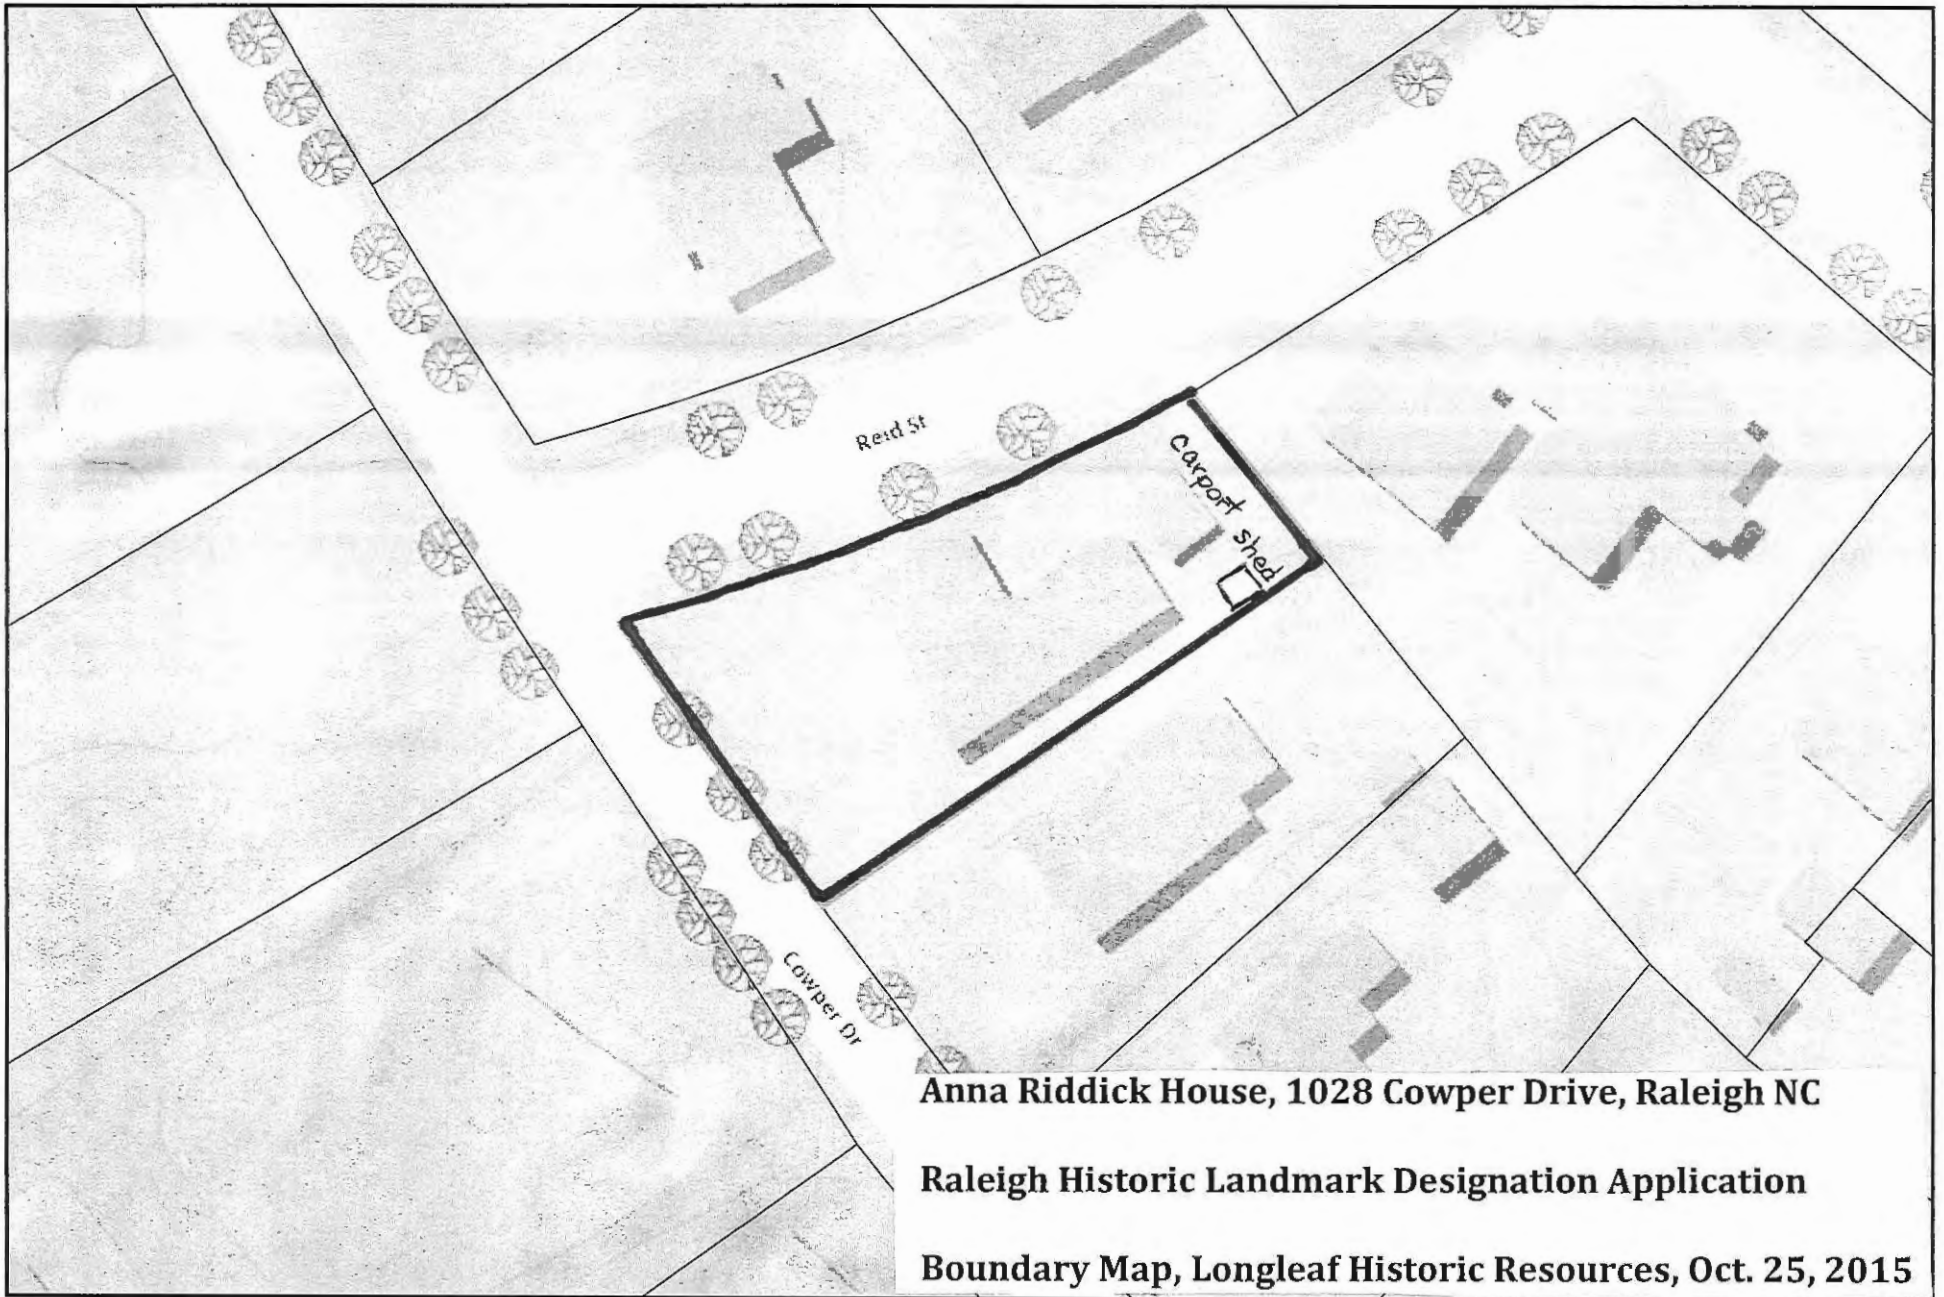 Reid St
Carport
shed
Cowper Dr
Anna Riddick House, 1028 Cowper Drive, Raleigh NC
Raleigh Historic Landmark Designation Application
Boundary Map, Longleaf Historic Resources, Oct. 25, 2015